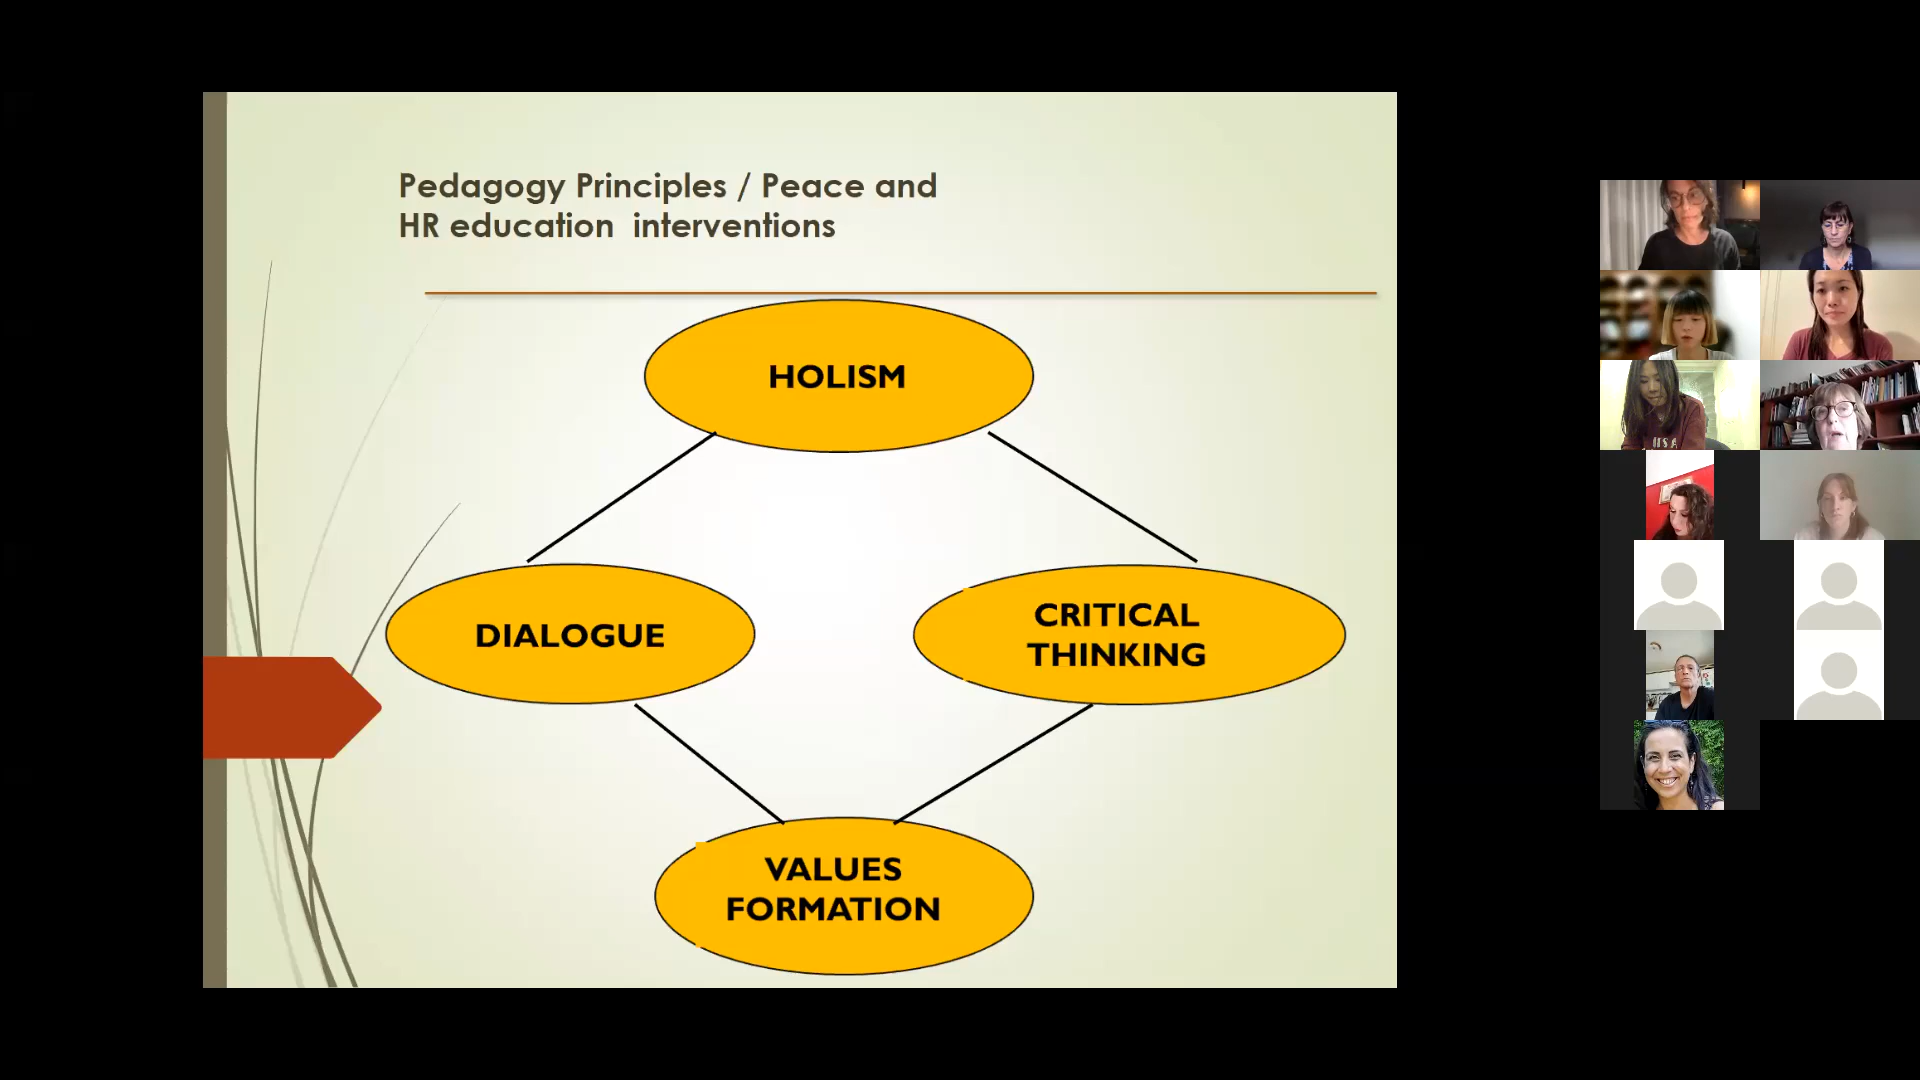 Pedagogy Principles / Peace and
HR education interventions
HOLISM
DIALOGUE
CRITICAL
THINKING
VALUES
FORMATION